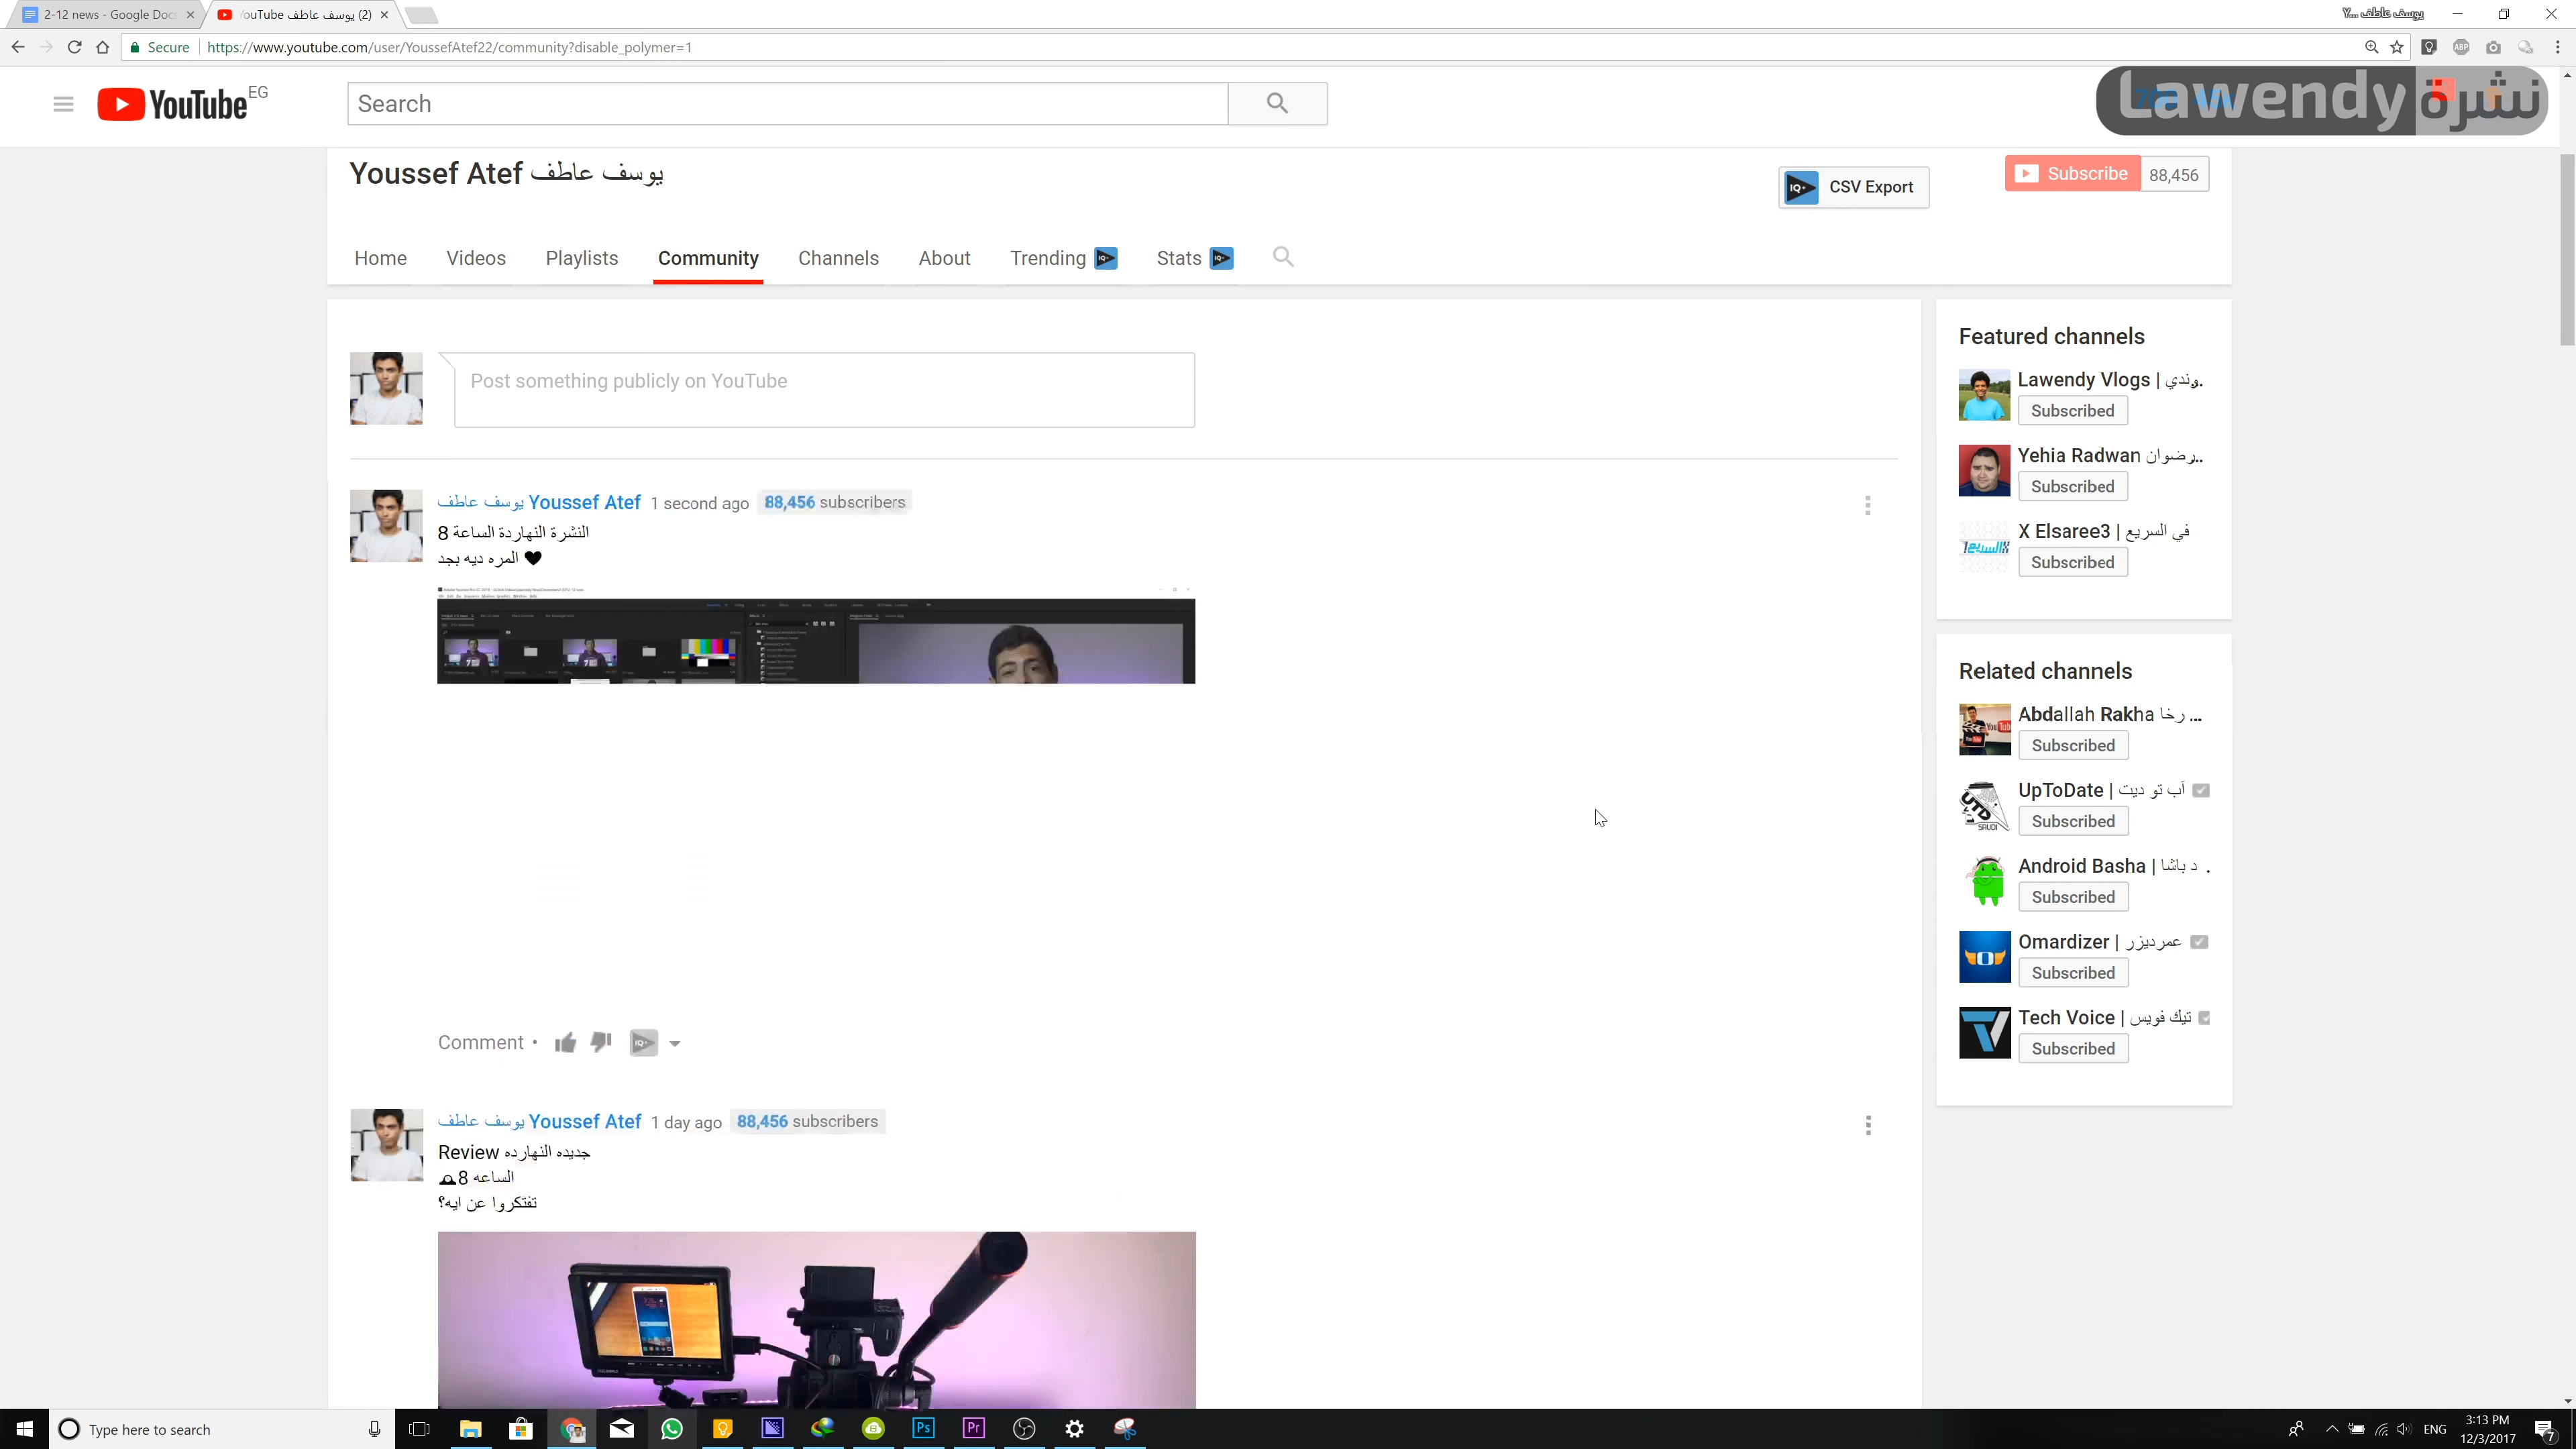 2-12 news - Google Doc
(2) يوسف عاطف YouTube
يوسف عاطف ...Y
Secure
https://www.youtube.com/user/YoussefAtef22/community?disable_polymer=1
YouTube EG
Search
Lawendy نشرة
Youssef Atef يوسف عاطف
CSV Export
Subscribe 88,456
Home Videos Playlists Community Channels About Trending Stats
Post something publicly on YouTube
يوسف عاطف Youssef Atef 1 second ago 88,456 subscribers
النشرة النهاردة الساعة 8
المره ديه بجد
Comment •
يوسف عاطف Youssef Atef 1 day ago 88,456 subscribers
Review جديده النهارده
الساعه 8
تفتكروا عن ايه؟
Featured channels
Lawendy Vlogs | وندي..
Subscribed
Yehia Radwan رضوان..
Subscribed
X Elsaree3 | في السريع
Subscribed
Related channels
Abdallah Rakha رخا ...
Subscribed
UpToDate | آب تو ديت
Subscribed
Android Basha | د باشا .
Subscribed
Omardizer | عمرديزر
Subscribed
Tech Voice | تيك فويس
Subscribed
Type here to search
ENG
3:13 PM
12/3/2017
7